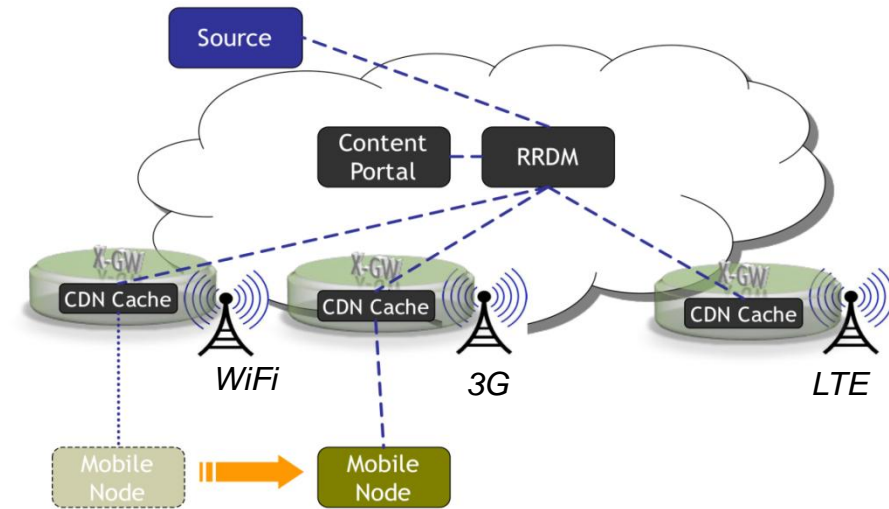 Source
Content
Portal
RRDM
X-GW
CDN Cache
WiFi
X-GW
CDN Cache
3G
X-GW
CDN Cache
LTE
Mobile
Node
Mobile
Node